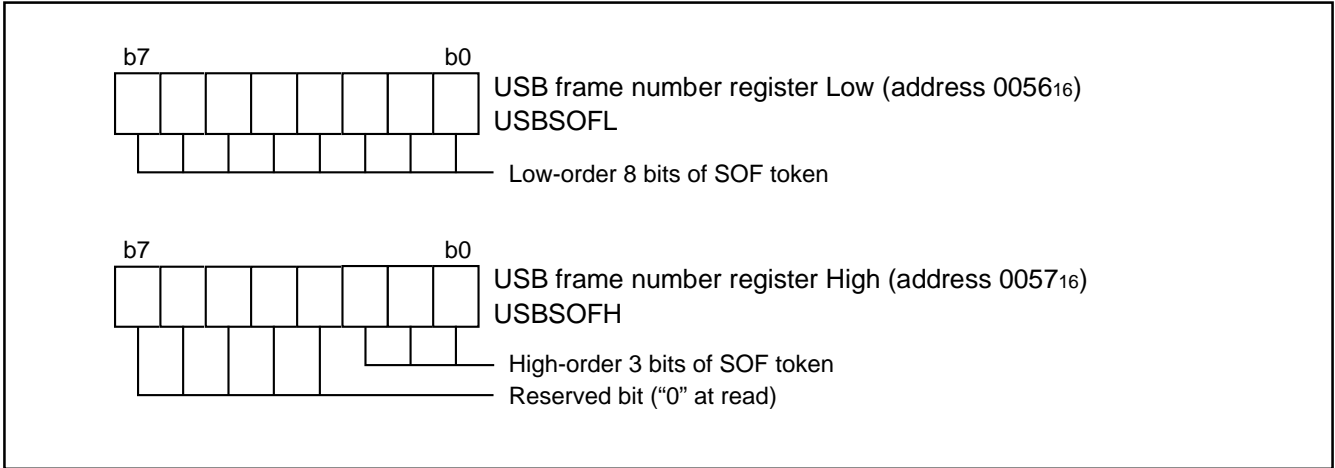 b7 b0
USB frame number register Low (address 0056₁₆)
USBSOFL
Low-order 8 bits of SOF token
b7 b0
USB frame number register High (address 0057₁₆)
USBSOFH
High-order 3 bits of SOF token
Reserved bit (“0” at read)